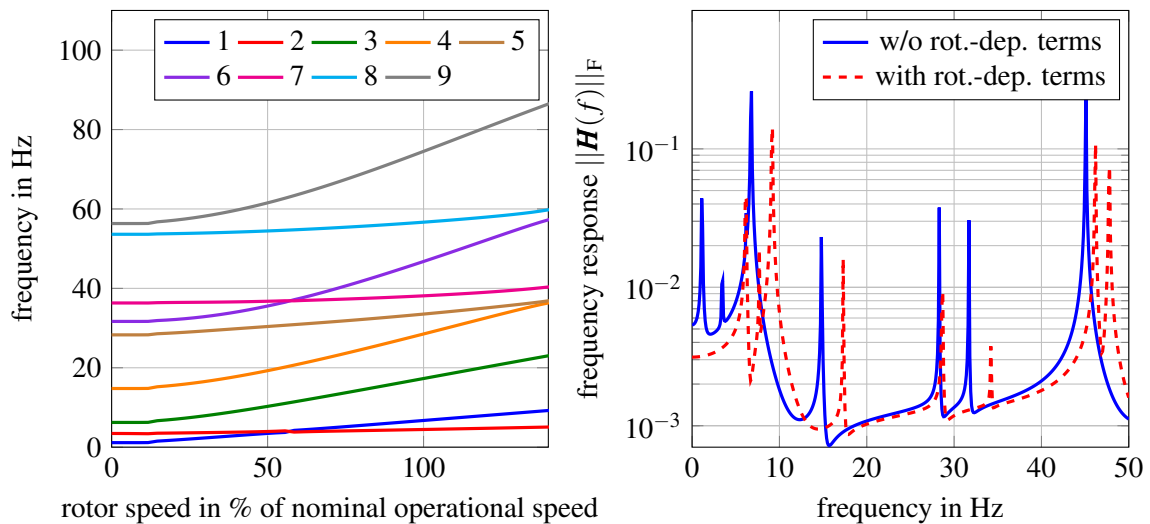 1 2 3 4 5
6 7 8 9
100
80
60
40
20
0
0 50 100
frequency in Hz
rotor speed in % of nominal operational speed
w/o rot.-dep. terms
with rot.-dep. terms
10⁻¹
10⁻²
10⁻³
0 10 20 30 40 50
frequency response ||H(f)||_F
frequency in Hz